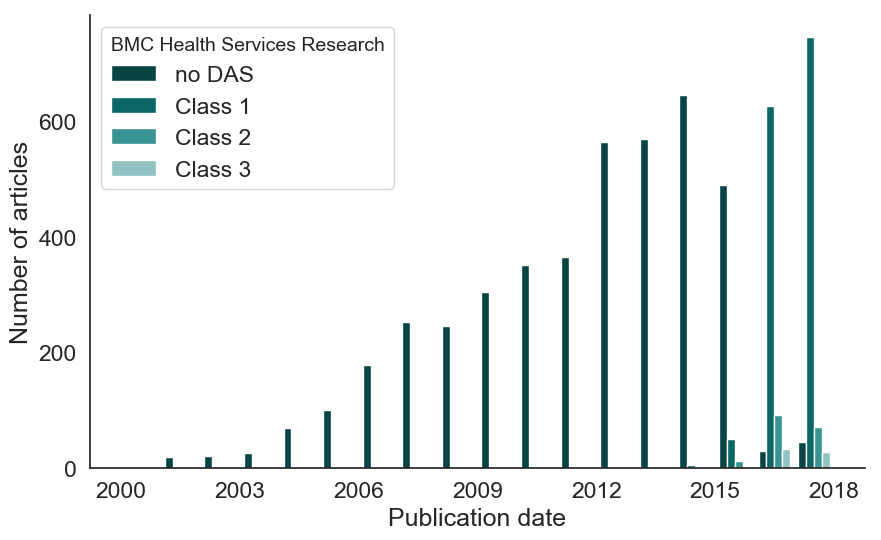 BMC Health Services Research
no DAS
Class 1
Class 2
Class 3
Number of articles
600
400
200
0
2000 2003 2006 2009 2012 2015 2018
Publication date